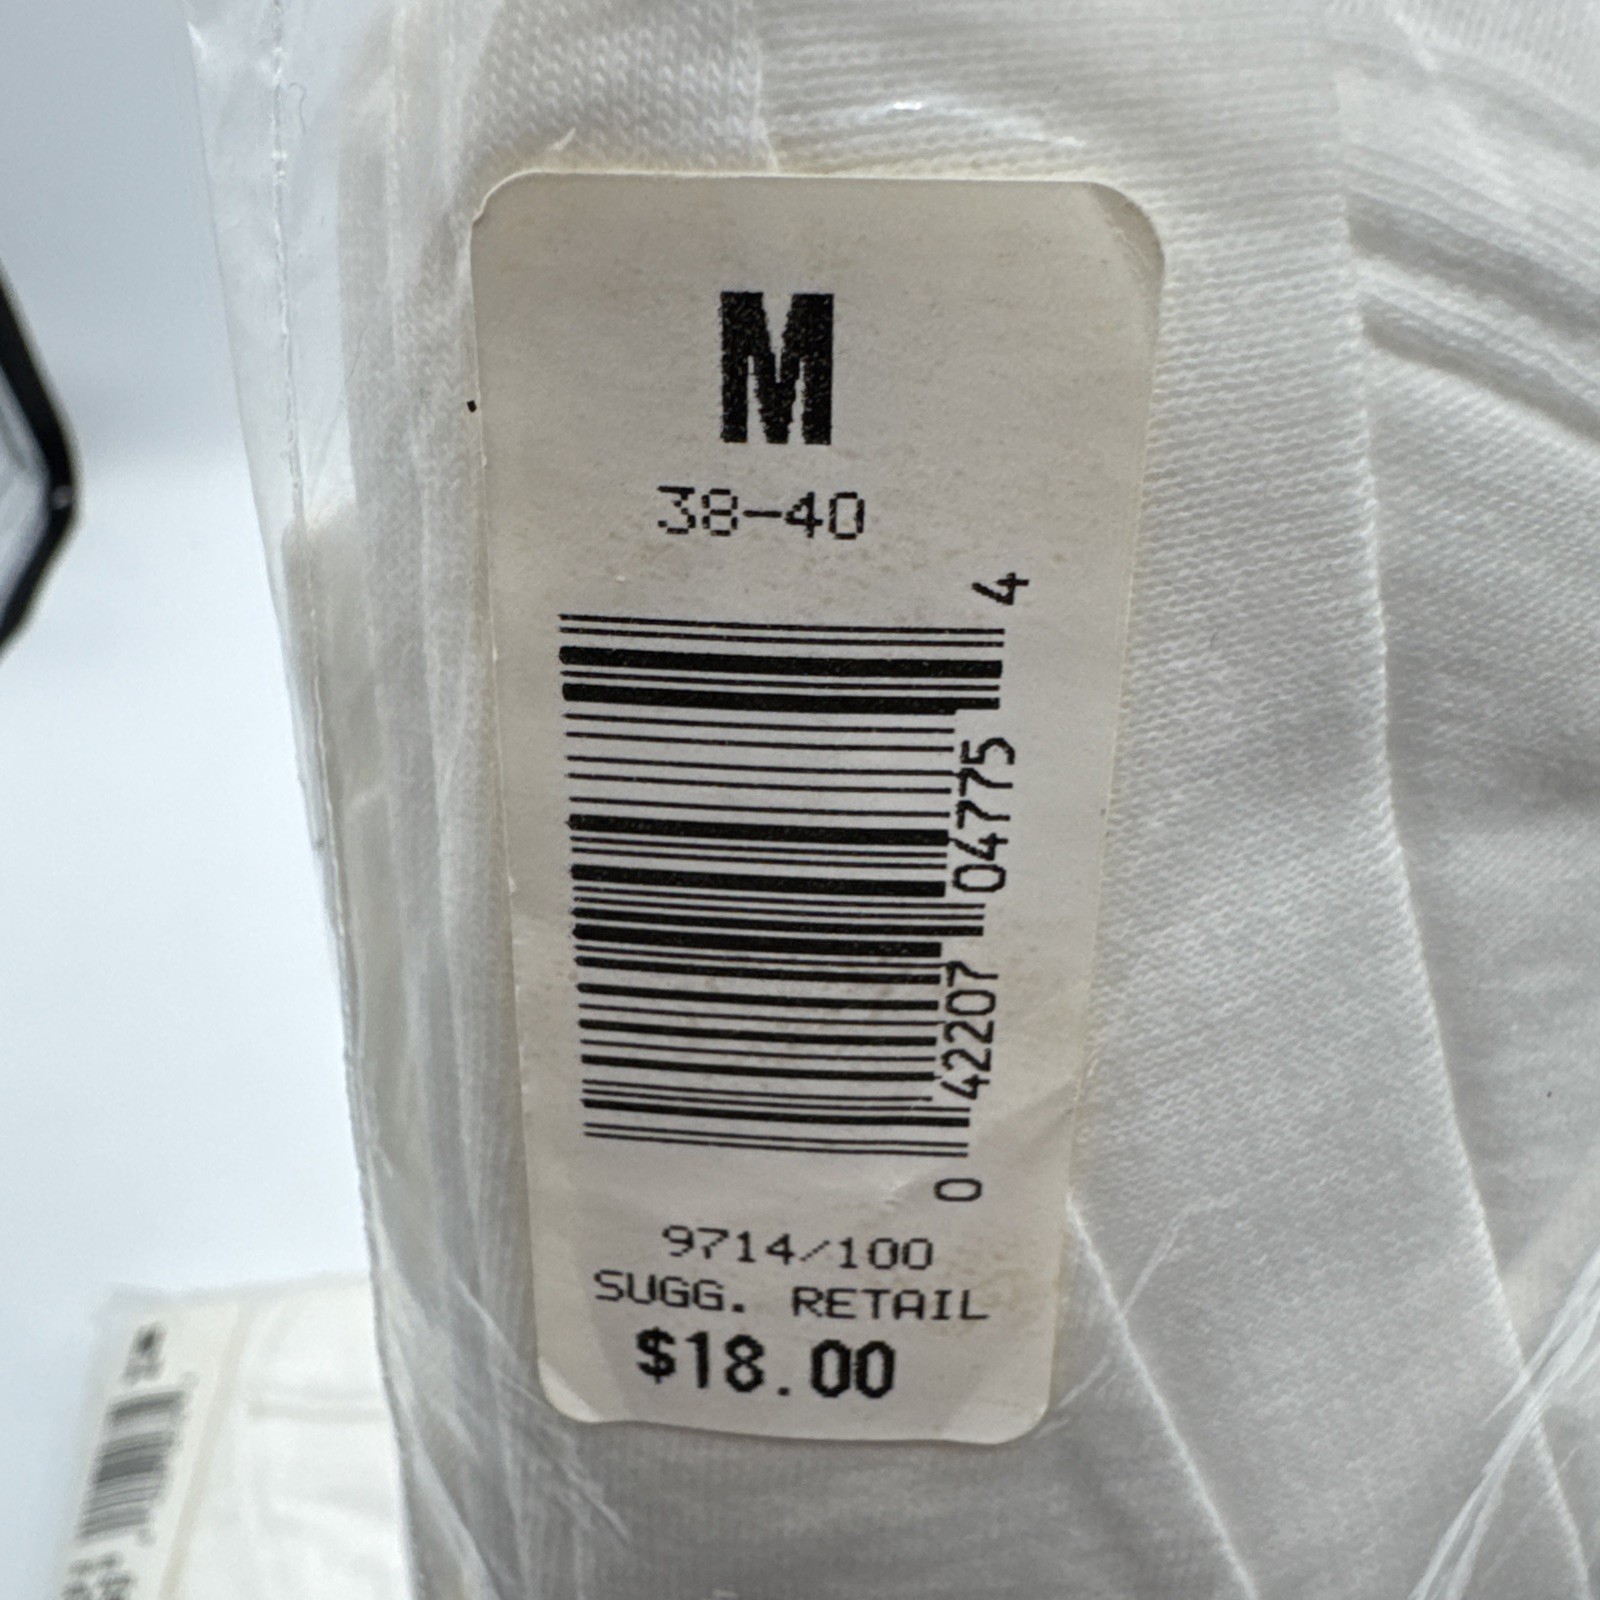 M
38-40
0 42207 04775 4
9714/100
SUGG. RETAIL
$18.00